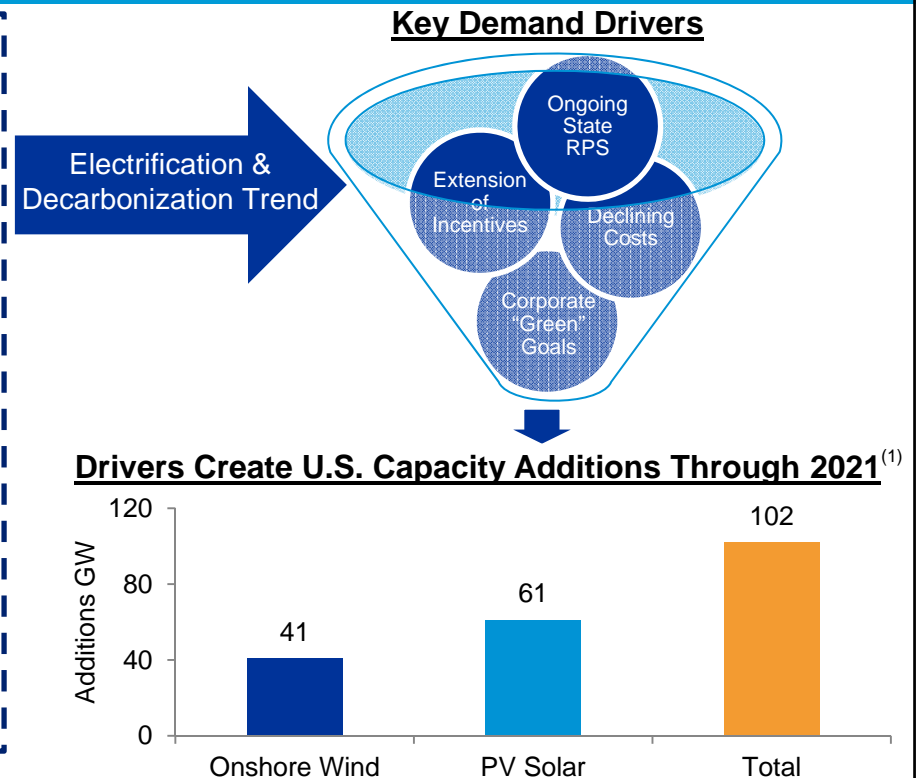 Key Demand Drivers
Electrification &
Decarbonization Trend
Ongoing
State
RPS
Extension
of
Incentives
Declining
Costs
Corporate
“Green”
Goals
Drivers Create U.S. Capacity Additions Through 2021(1)
Additions GW
120
80
40
0
41
61
102
Onshore Wind
PV Solar
Total